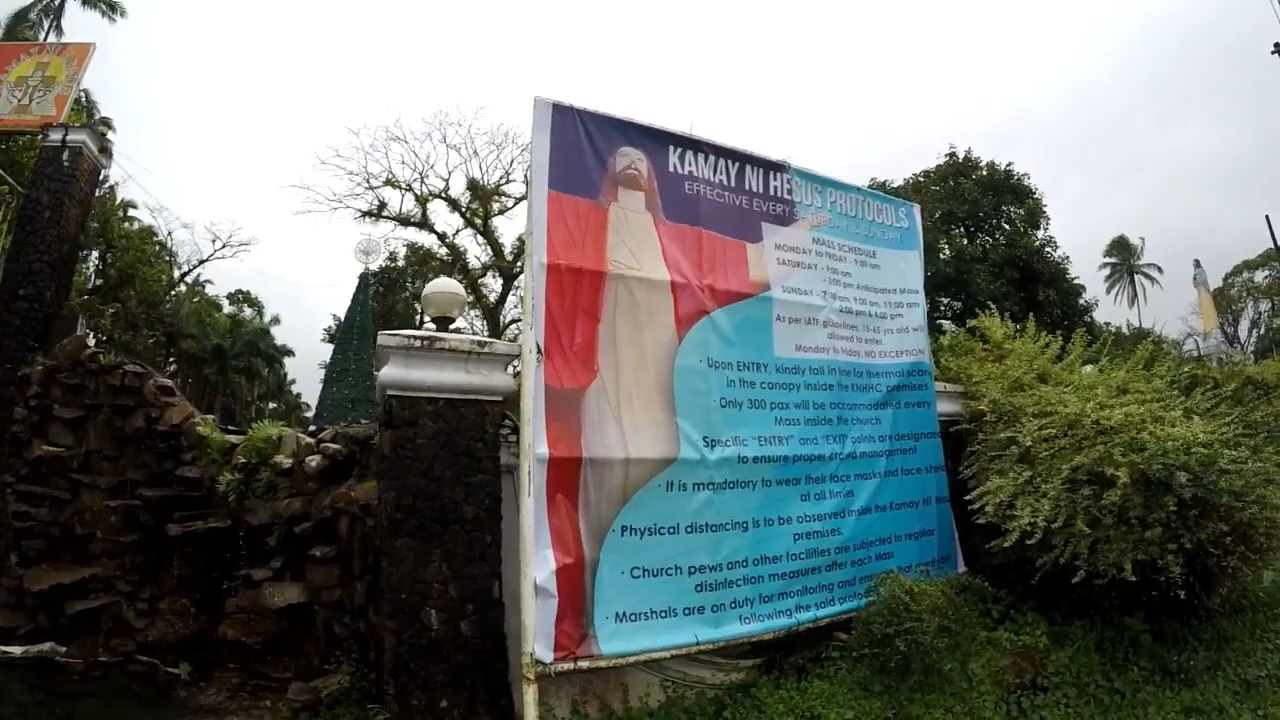 KAMAY NI
KAMAY NI HESUS PROTOCOLS
EFFECTIVE EVERY SATURDAY & SUNDAY
MASS SCHEDULE
MONDAY to FRIDAY - 9:00 am
SATURDAY - 9:00 am
- 3:00 pm Anticipated Mass
SUNDAY - 7:30 am, 9:00 am, 11:00 am
2:00 pm & 4:00 pm
As per IATF guidelines, 15-65 yrs old will
allowed to enter.
Monday to Friday, NO EXCEPTION
· Upon ENTRY, kindly fall in line for thermal scan
in the canopy inside the KNHHC premises
· Only 300 pax will be accommodated every
Mass inside the church
· Specific "ENTRY" and "EXIT" points are designated
to ensure proper crowd management
· It is mandatory to wear their face masks and face shield
at all times
· Physical distancing is to be observed inside the Kamay Ni Hesus
premises.
· Church pews and other facilities are subjected to regular
disinfection measures after each Mass
· Marshals are on duty for monitoring and that
following the said